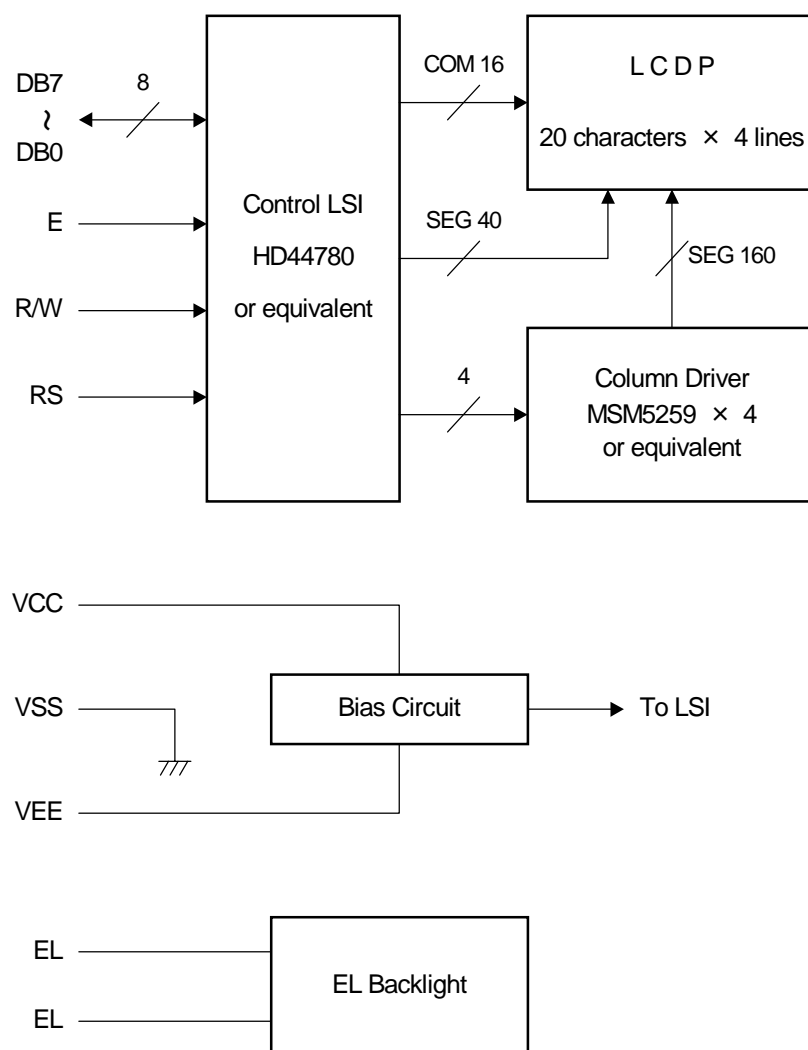 DB7
~
DB0
8
E
R/W
RS
Control LSI
HD44780
or equivalent
COM 16
SEG 40
4
L C D P
20 characters × 4 lines
SEG 160
Column Driver
MSM5259 × 4
or equivalent
VCC
VSS
VEE
Bias Circuit
To LSI
EL
EL
EL Backlight